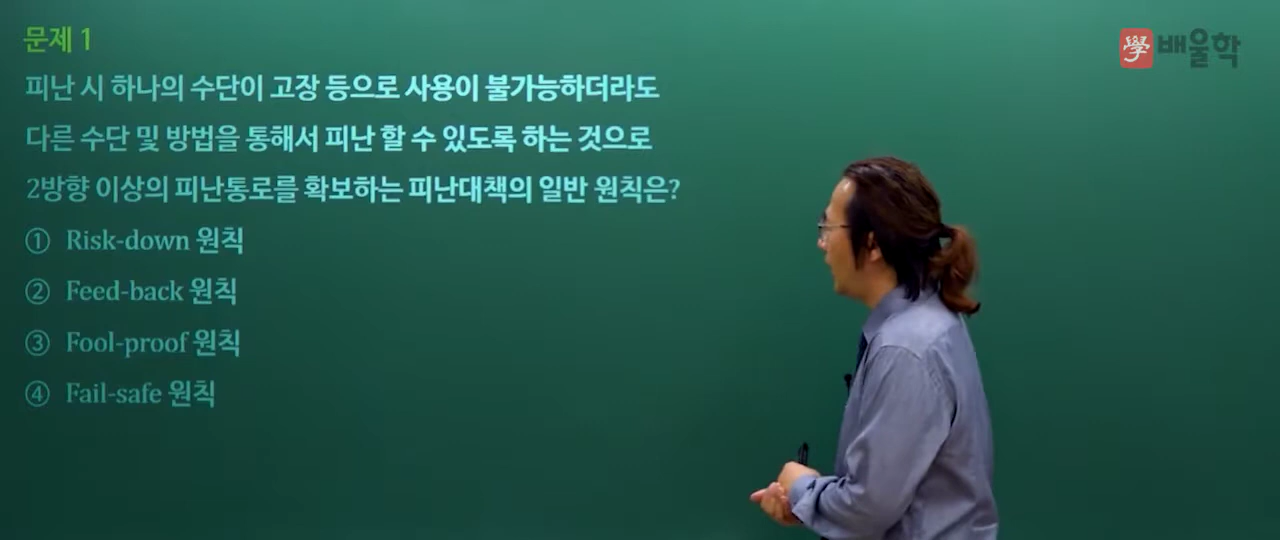 문제 1
學 배울학
피난 시 하나의 수단이 고장 등으로 사용이 불가능하더라도
다른 수단 및 방법을 통해서 피난 할 수 있도록 하는 것으로
2방향 이상의 피난통로를 확보하는 피난대책의 일반 원칙은?
① Risk-down 원칙
② Feed-back 원칙
③ Fool-proof 원칙
④ Fail-safe 원칙